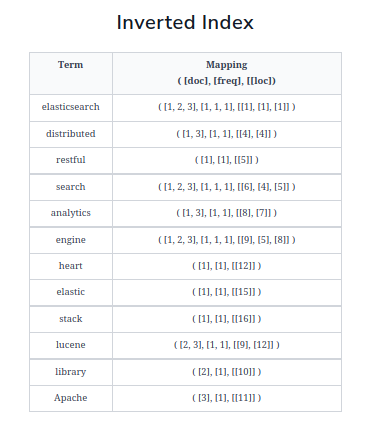 Inverted Index
Term Mapping
( [doc], [freq], [[loc])
elasticsearch ( [1, 2, 3], [1, 1, 1], [[1], [1], [1]] )
distributed ( [1, 3], [1, 1], [[4], [4]] )
restful ( [1], [1], [[5]] )
search ( [1, 2, 3], [1, 1, 1], [[6], [4], [5]] )
analytics ( [1, 3], [1, 1], [[8], [7]] )
engine ( [1, 2, 3], [1, 1, 1], [[9], [5], [8]] )
heart ( [1], [1], [[12]] )
elastic ( [1], [1], [[15]] )
stack ( [1], [1], [[16]] )
lucene ( [2, 3], [1, 1], [[9], [12]] )
library ( [2], [1], [[10]] )
Apache ( [3], [1], [[11]] )